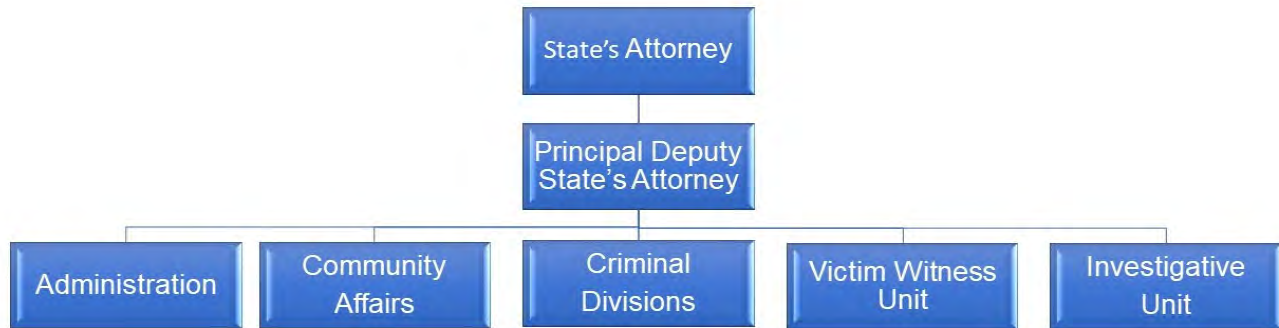 State's Attorney
Principal Deputy
State's Attorney
Administration
Community
Affairs
Criminal
Divisions
Victim Witness
Unit
Investigative
Unit